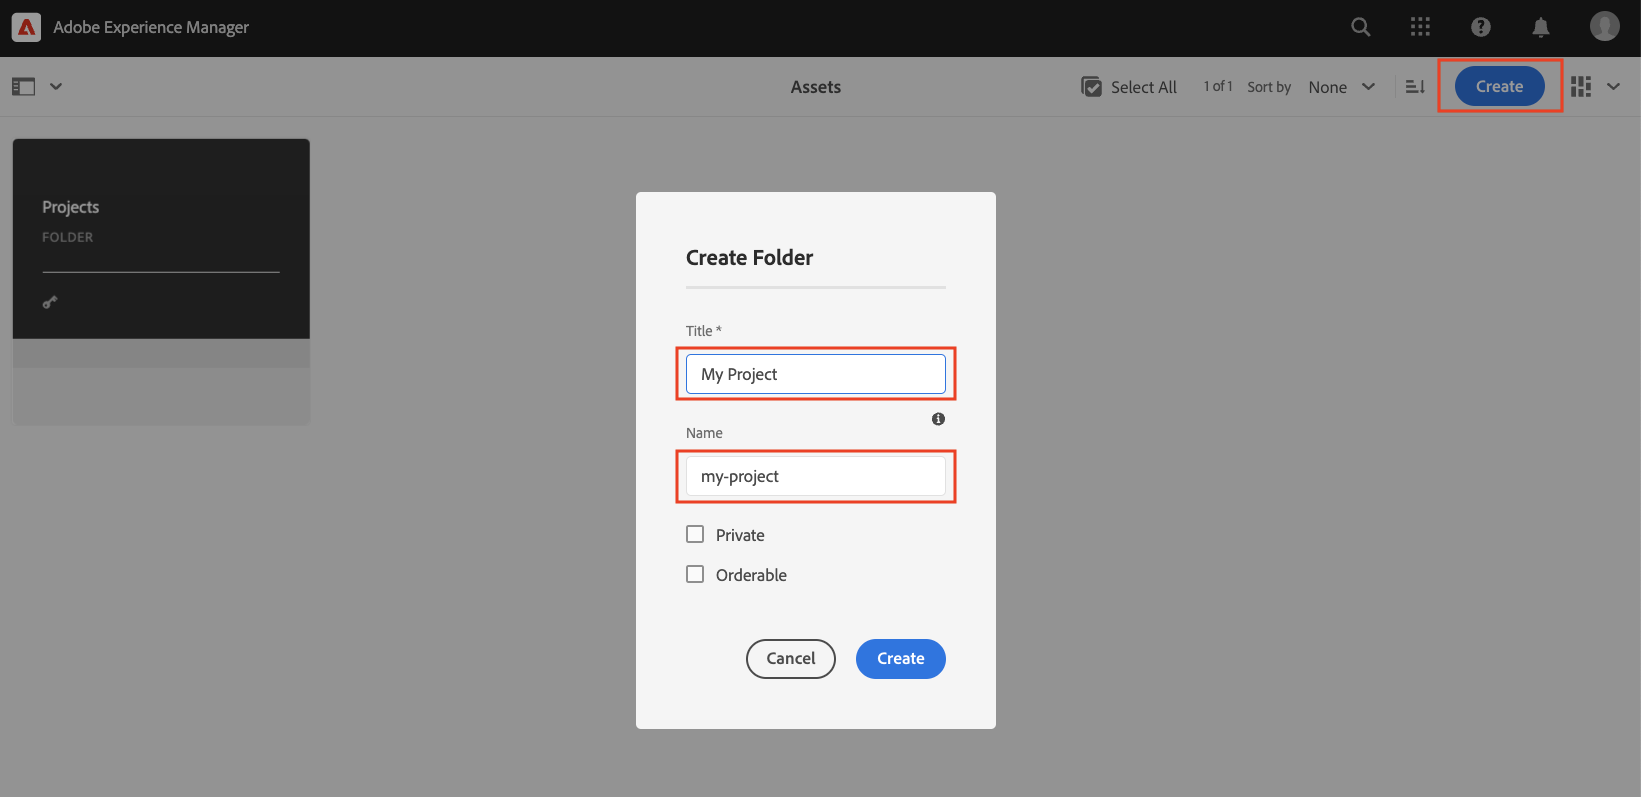 Adobe Experience Manager
Assets
Select All
1 of 1
Sort by
None
Create
Projects
FOLDER
Create Folder
Title *
My Project
Name
my-project
Private
Orderable
Cancel
Create